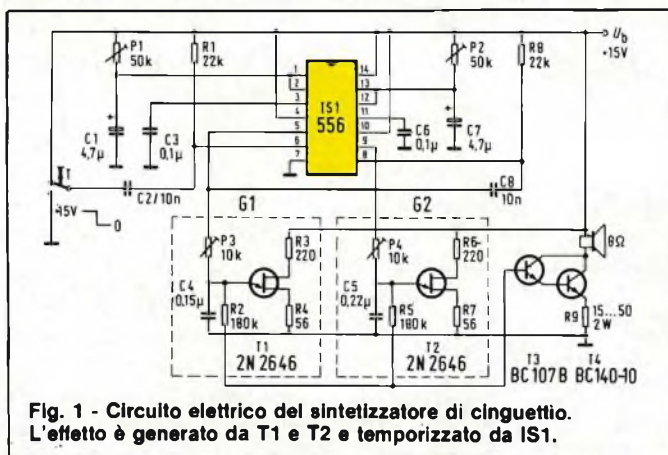 P1
50k
R1
22k
P2
50k
R8
22k
Ub
+15V
1
2
3
4
5
6
7
14
13
12
11
10
9
8
IS1
556
C1
4,7µ
C3
0,1µ
C6
0,1µ
C7
4,7µ
T
+15V
0
C2/10n
C8
10n
G1
G2
P3
10k
R3
220
P4
10k
R6
220
8Ω
C4
0,15µ
R2
180k
R4
56
C5
0,22µ
R5
180k
R7
56
R9
15...50
2W
T1
2N2646
T2
2N2646
T3
BC107B
T4
BC140-10
Fig. 1 - Circuito elettrico del sintetizzatore di cinguettio.
L'effetto è generato da T1 e T2 e temporizzato da IS1.